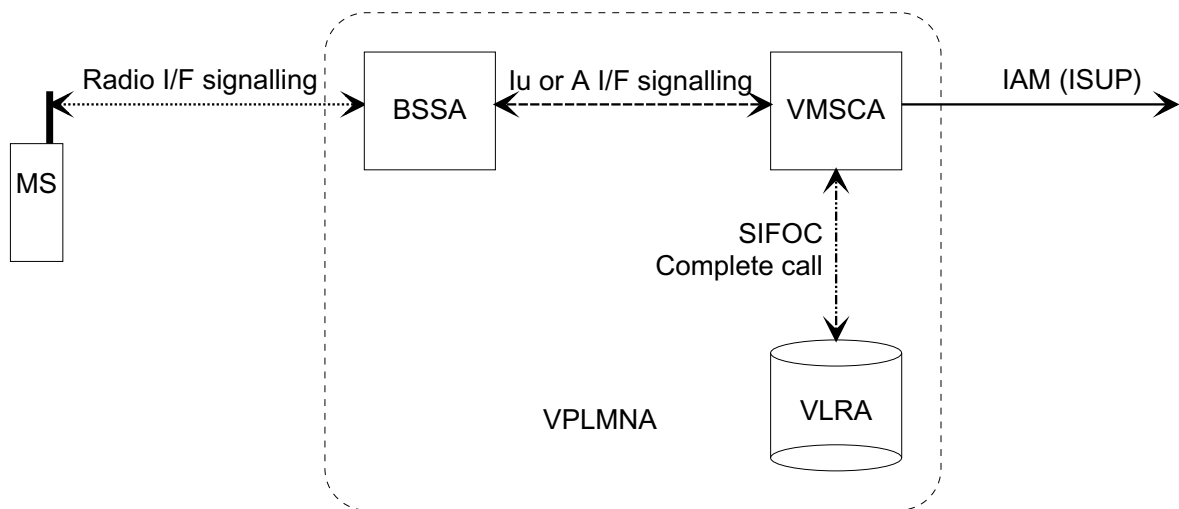 Radio I/F signalling
Iu or A I/F signalling
IAM (ISUP)
BSSA
VMSCA
MS
SIFOC
Complete call
VPLMNA
VLRA